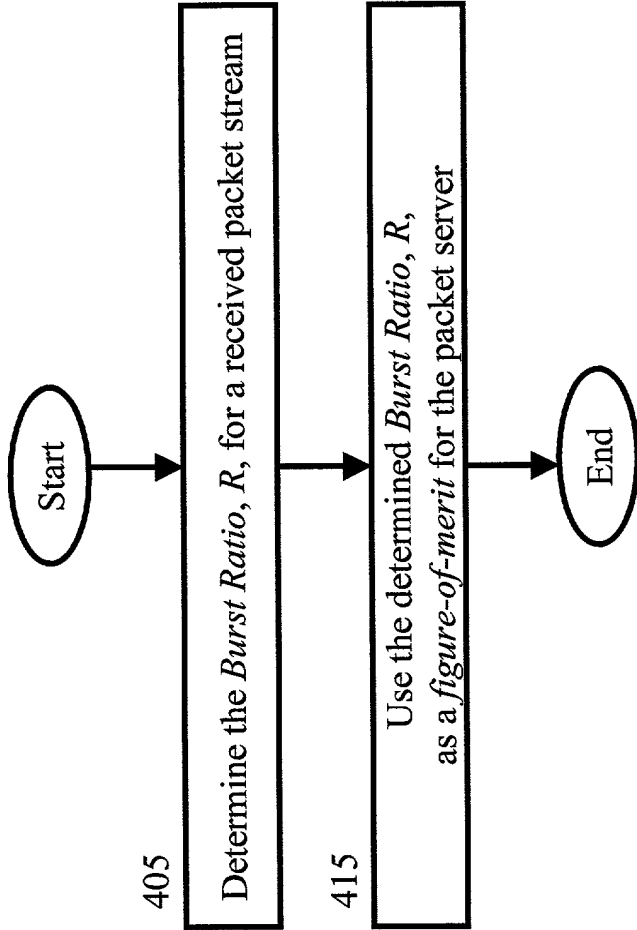 Start
405
Determine the Burst Ratio, R, for a received packet stream
415
Use the determined Burst Ratio, R,
as a figure-of-merit for the packet server
End